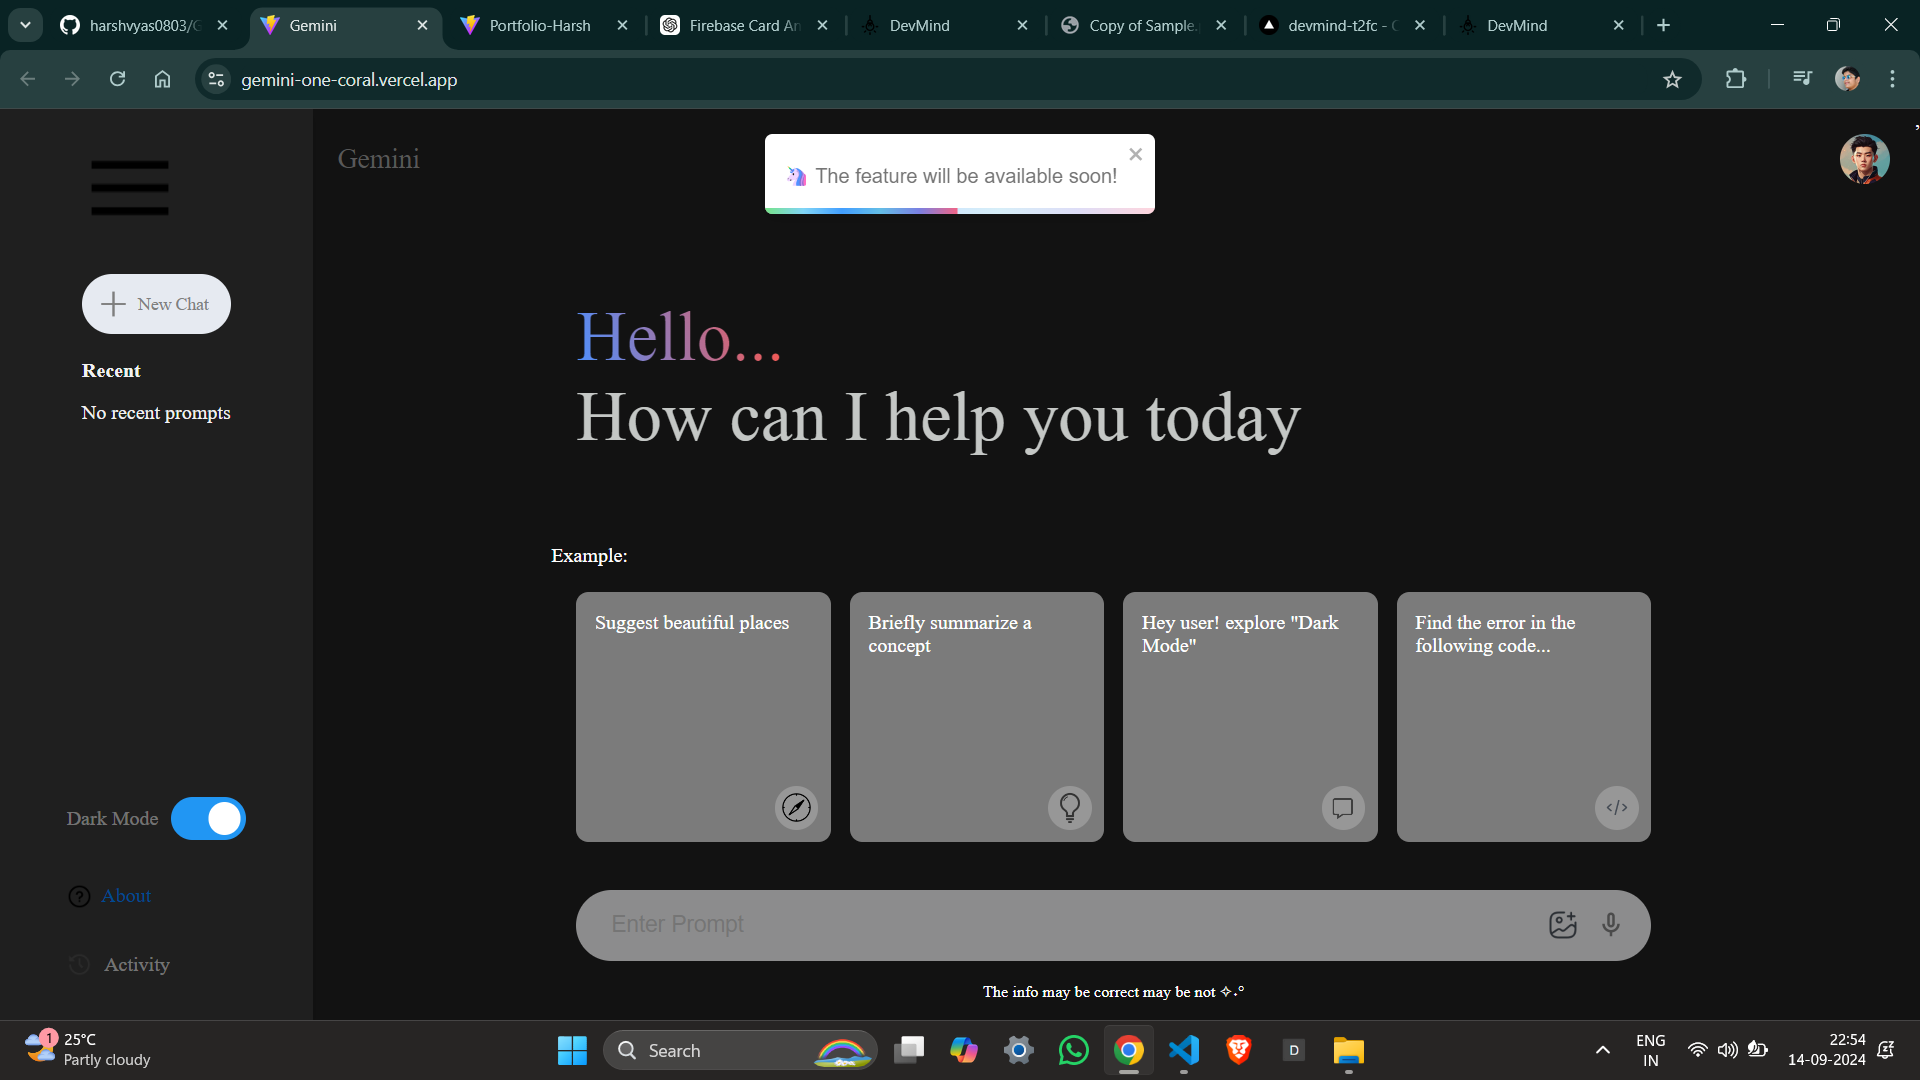 harshvyas0803/G
Gemini
Portfolio-Harsh
Firebase Card An
DevMind
Copy of Sample.
devmind-t2fc -
DevMind
gemini-one-coral.vercel.app
Gemini
The feature will be available soon!
,
New Chat
Recent
No recent prompts
Hello...
How can I help you today
Example:
Suggest beautiful places
Briefly summarize a
concept
Hey user! explore "Dark
Mode"
Find the error in the
following code...
</>
Dark Mode
About
Activity
Enter Prompt
The info may be correct may be not ✧˖°
1
25°C
Partly cloudy
Search
D
ENG
IN
22:54
14-09-2024